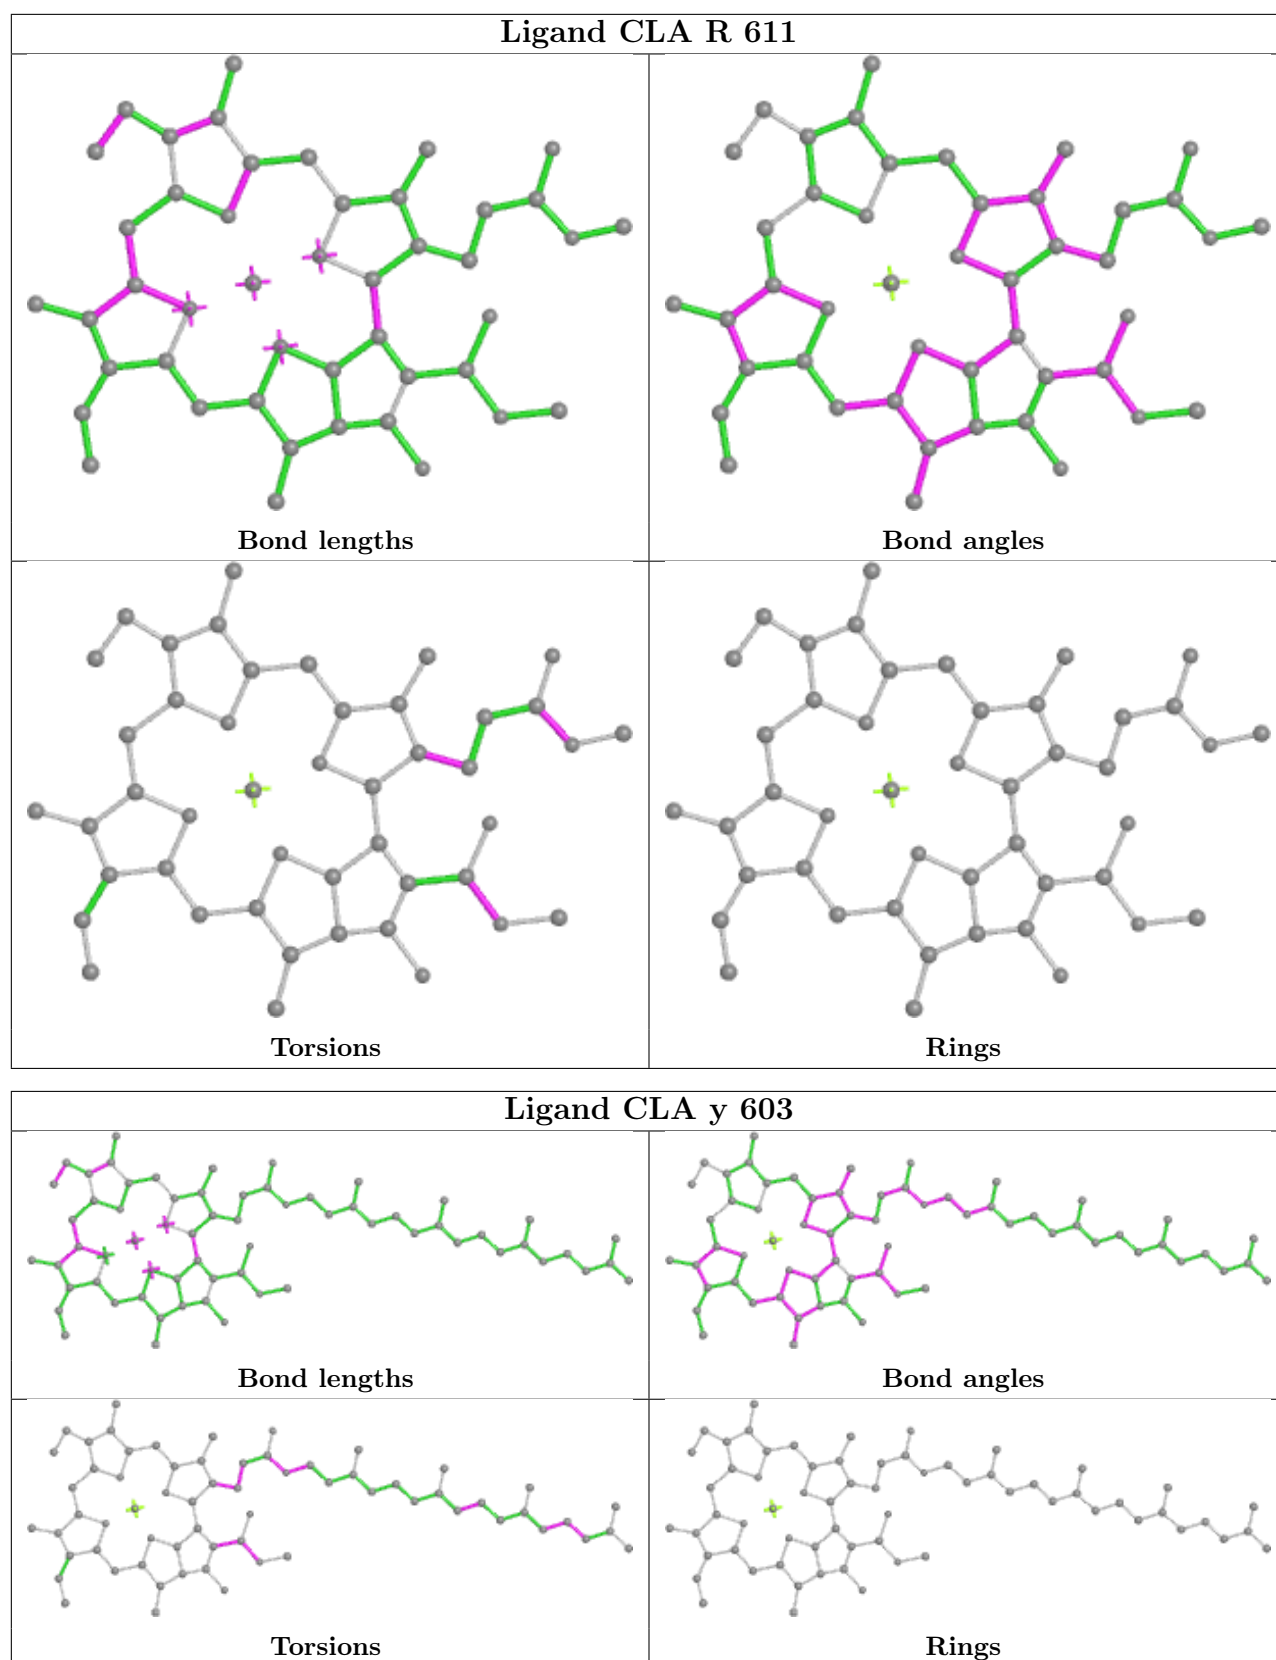 Ligand CLA R 611
Bond lengths
Bond angles
Torsions
Rings
Ligand CLA y 603
Bond lengths
Bond angles
Torsions
Rings